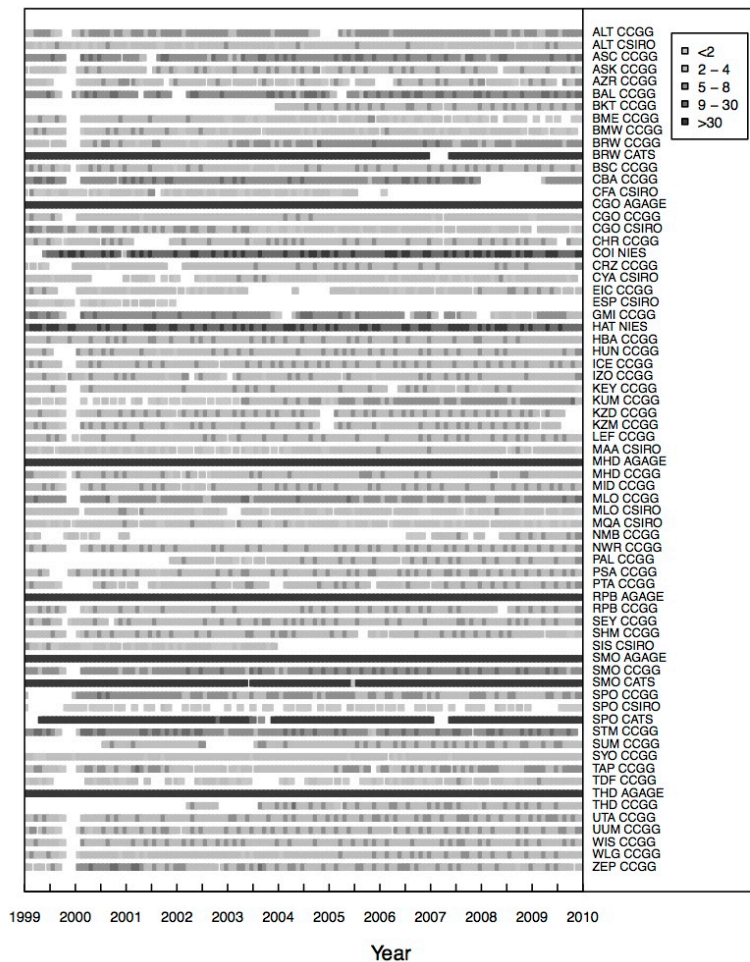 ALT CCGG
ALT CSIRO
ASC CCGG
ASK CCGG
AZR CCGG
BAL CCGG
BKT CCGG
BME CCGG
BMW CCGG
BRW CCGG
BRW CATS
BSC CCGG
CBA CCGG
CFA CSIRO
CGO AGAGE
CGO CCGG
CGO CSIRO
CHR CCGG
COI NIES
CRZ CCGG
CYA CSIRO
EIC CCGG
ESP CSIRO
GMI CCGG
HAT NIES
HBA CCGG
HUN CCGG
ICE CCGG
IZO CCGG
KEY CCGG
KUM CCGG
KZD CCGG
KZM CCGG
LEF CCGG
MAA CSIRO
MHD AGAGE
MHD CCGG
MID CCGG
MLO CCGG
MLO CSIRO
MQA CSIRO
NMB CCGG
NWR CCGG
PAL CCGG
PSA CCGG
PTA CCGG
RPB AGAGE
RPB CCGG
SEY CCGG
SHM CCGG
SIS CSIRO
SMO AGAGE
SMO CCGG
SMO CATS
SPO CCGG
SPO CSIRO
SPO CATS
STM CCGG
SUM CCGG
SYO CCGG
TAP CCGG
TDF CCGG
THD AGAGE
THD CCGG
UTA CCGG
UUM CCGG
WIS CCGG
WLG CCGG
ZEP CCGG
<2
2 – 4
5 – 8
9 – 30
>30
1999 2000 2001 2002 2003 2004 2005 2006 2007 2008 2009 2010
Year